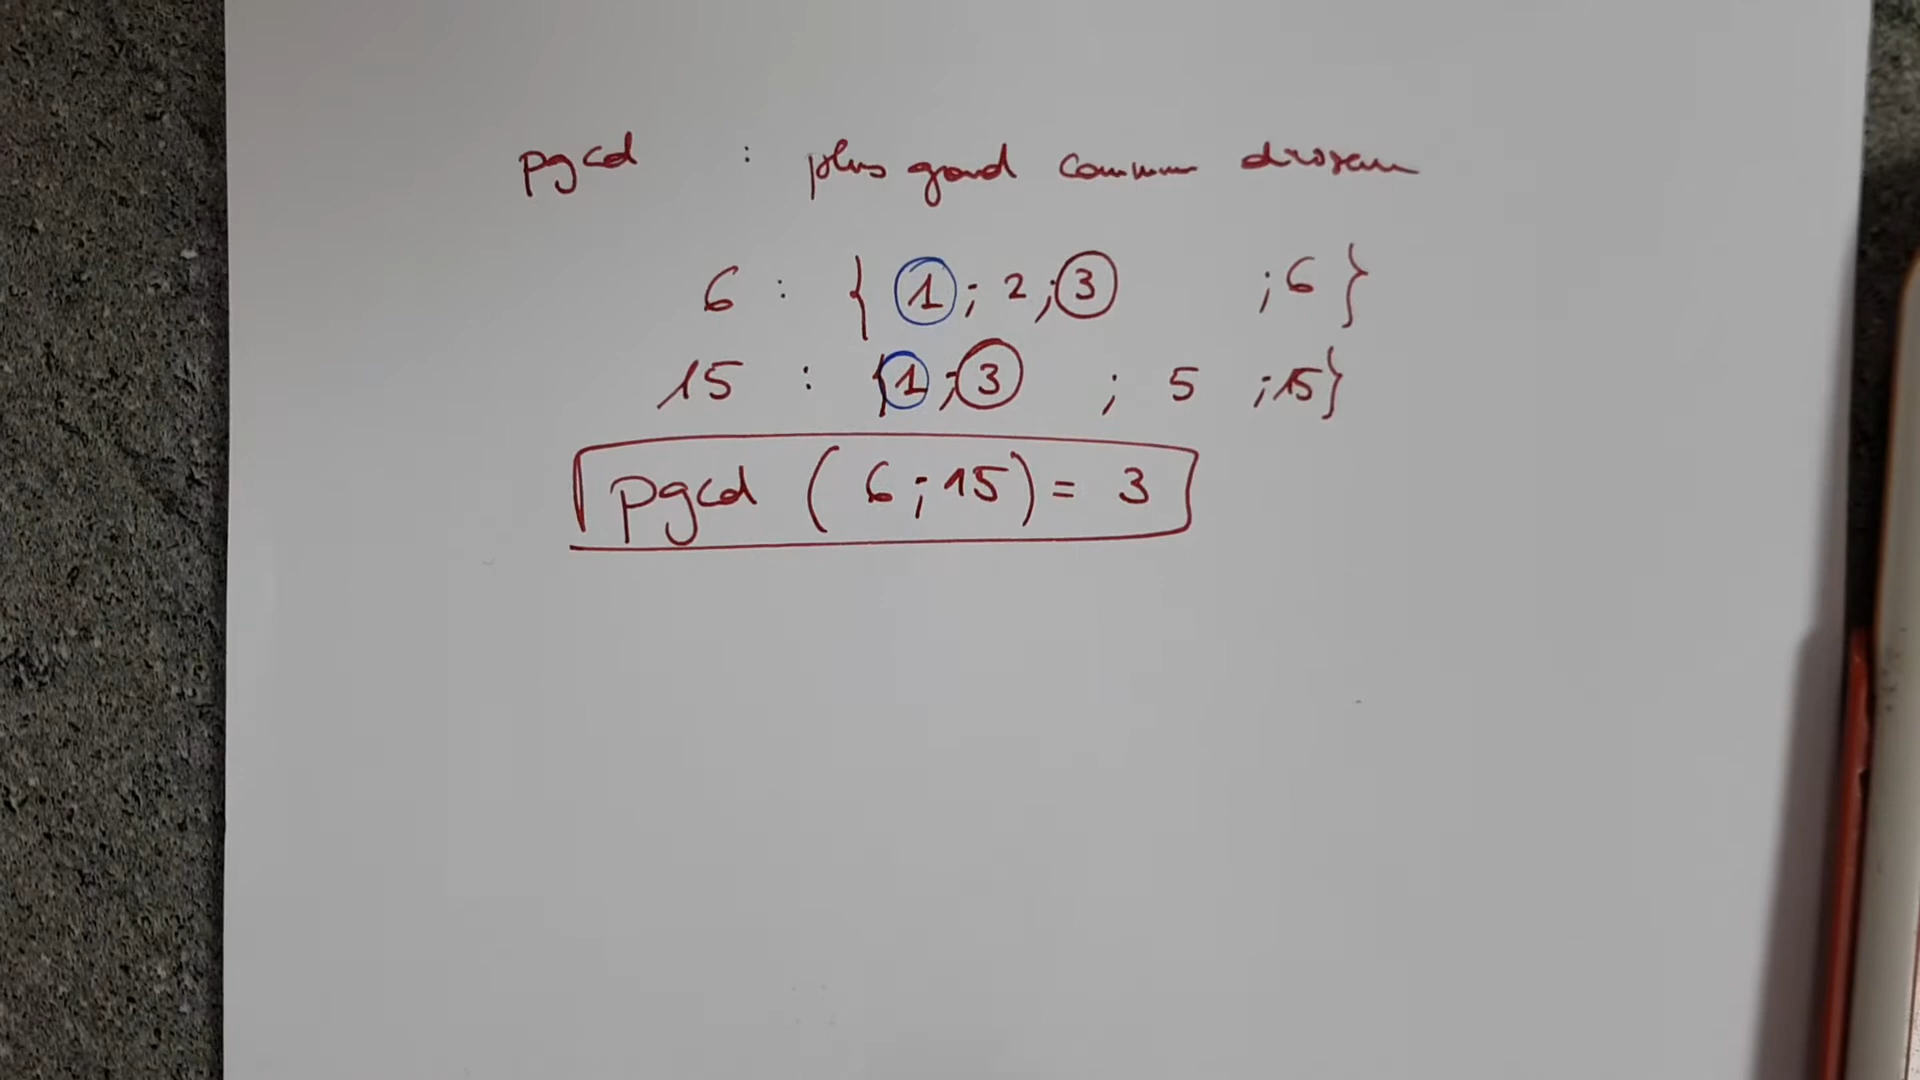 pgcd : plus grand commun diviseur
6 : { 1 ; 2 ; 3 ; 6 }
15 : { 1 ; 3 ; 5 ; 15 }
pgcd ( 6 ; 15 ) = 3